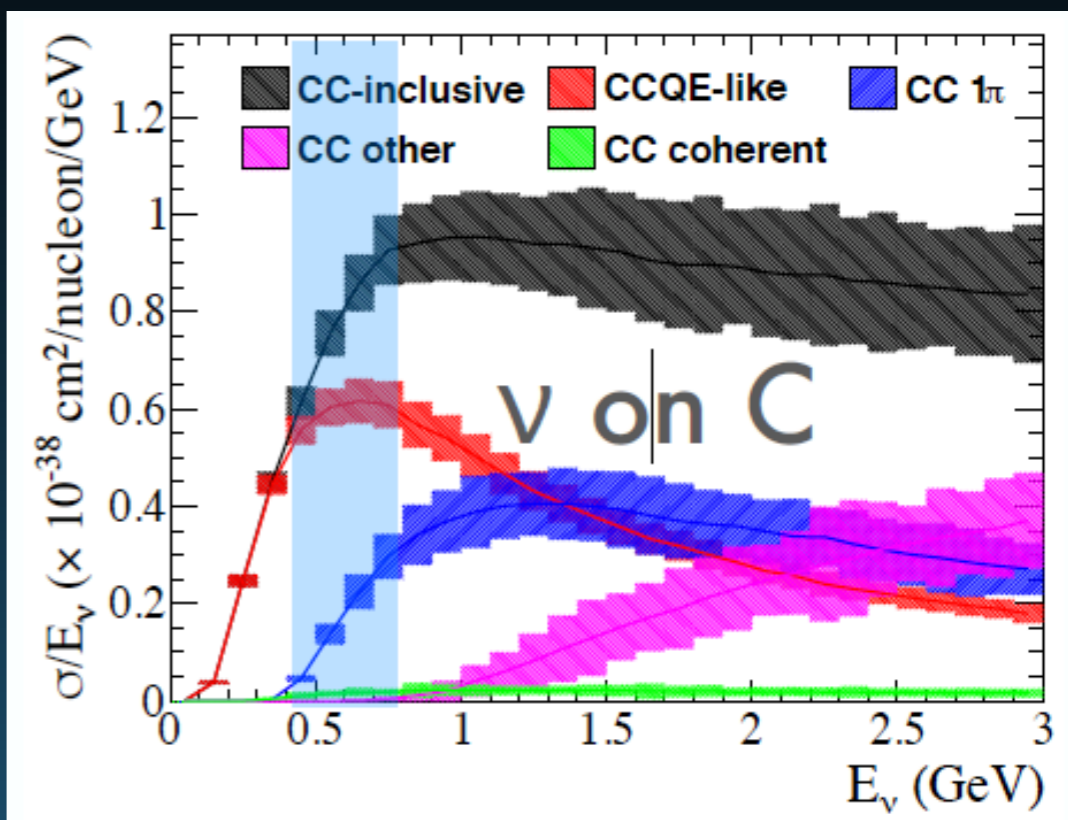 CC-inclusive CCQE-like CC 1π
CC other CC coherent
1.2
1
0.8
0.6
0.4
0.2
0
ν on C
0 0.5 1 1.5 2 2.5 3
E_ν (GeV)
σ/E_ν (× 10^-38 cm²/nucleon/GeV)